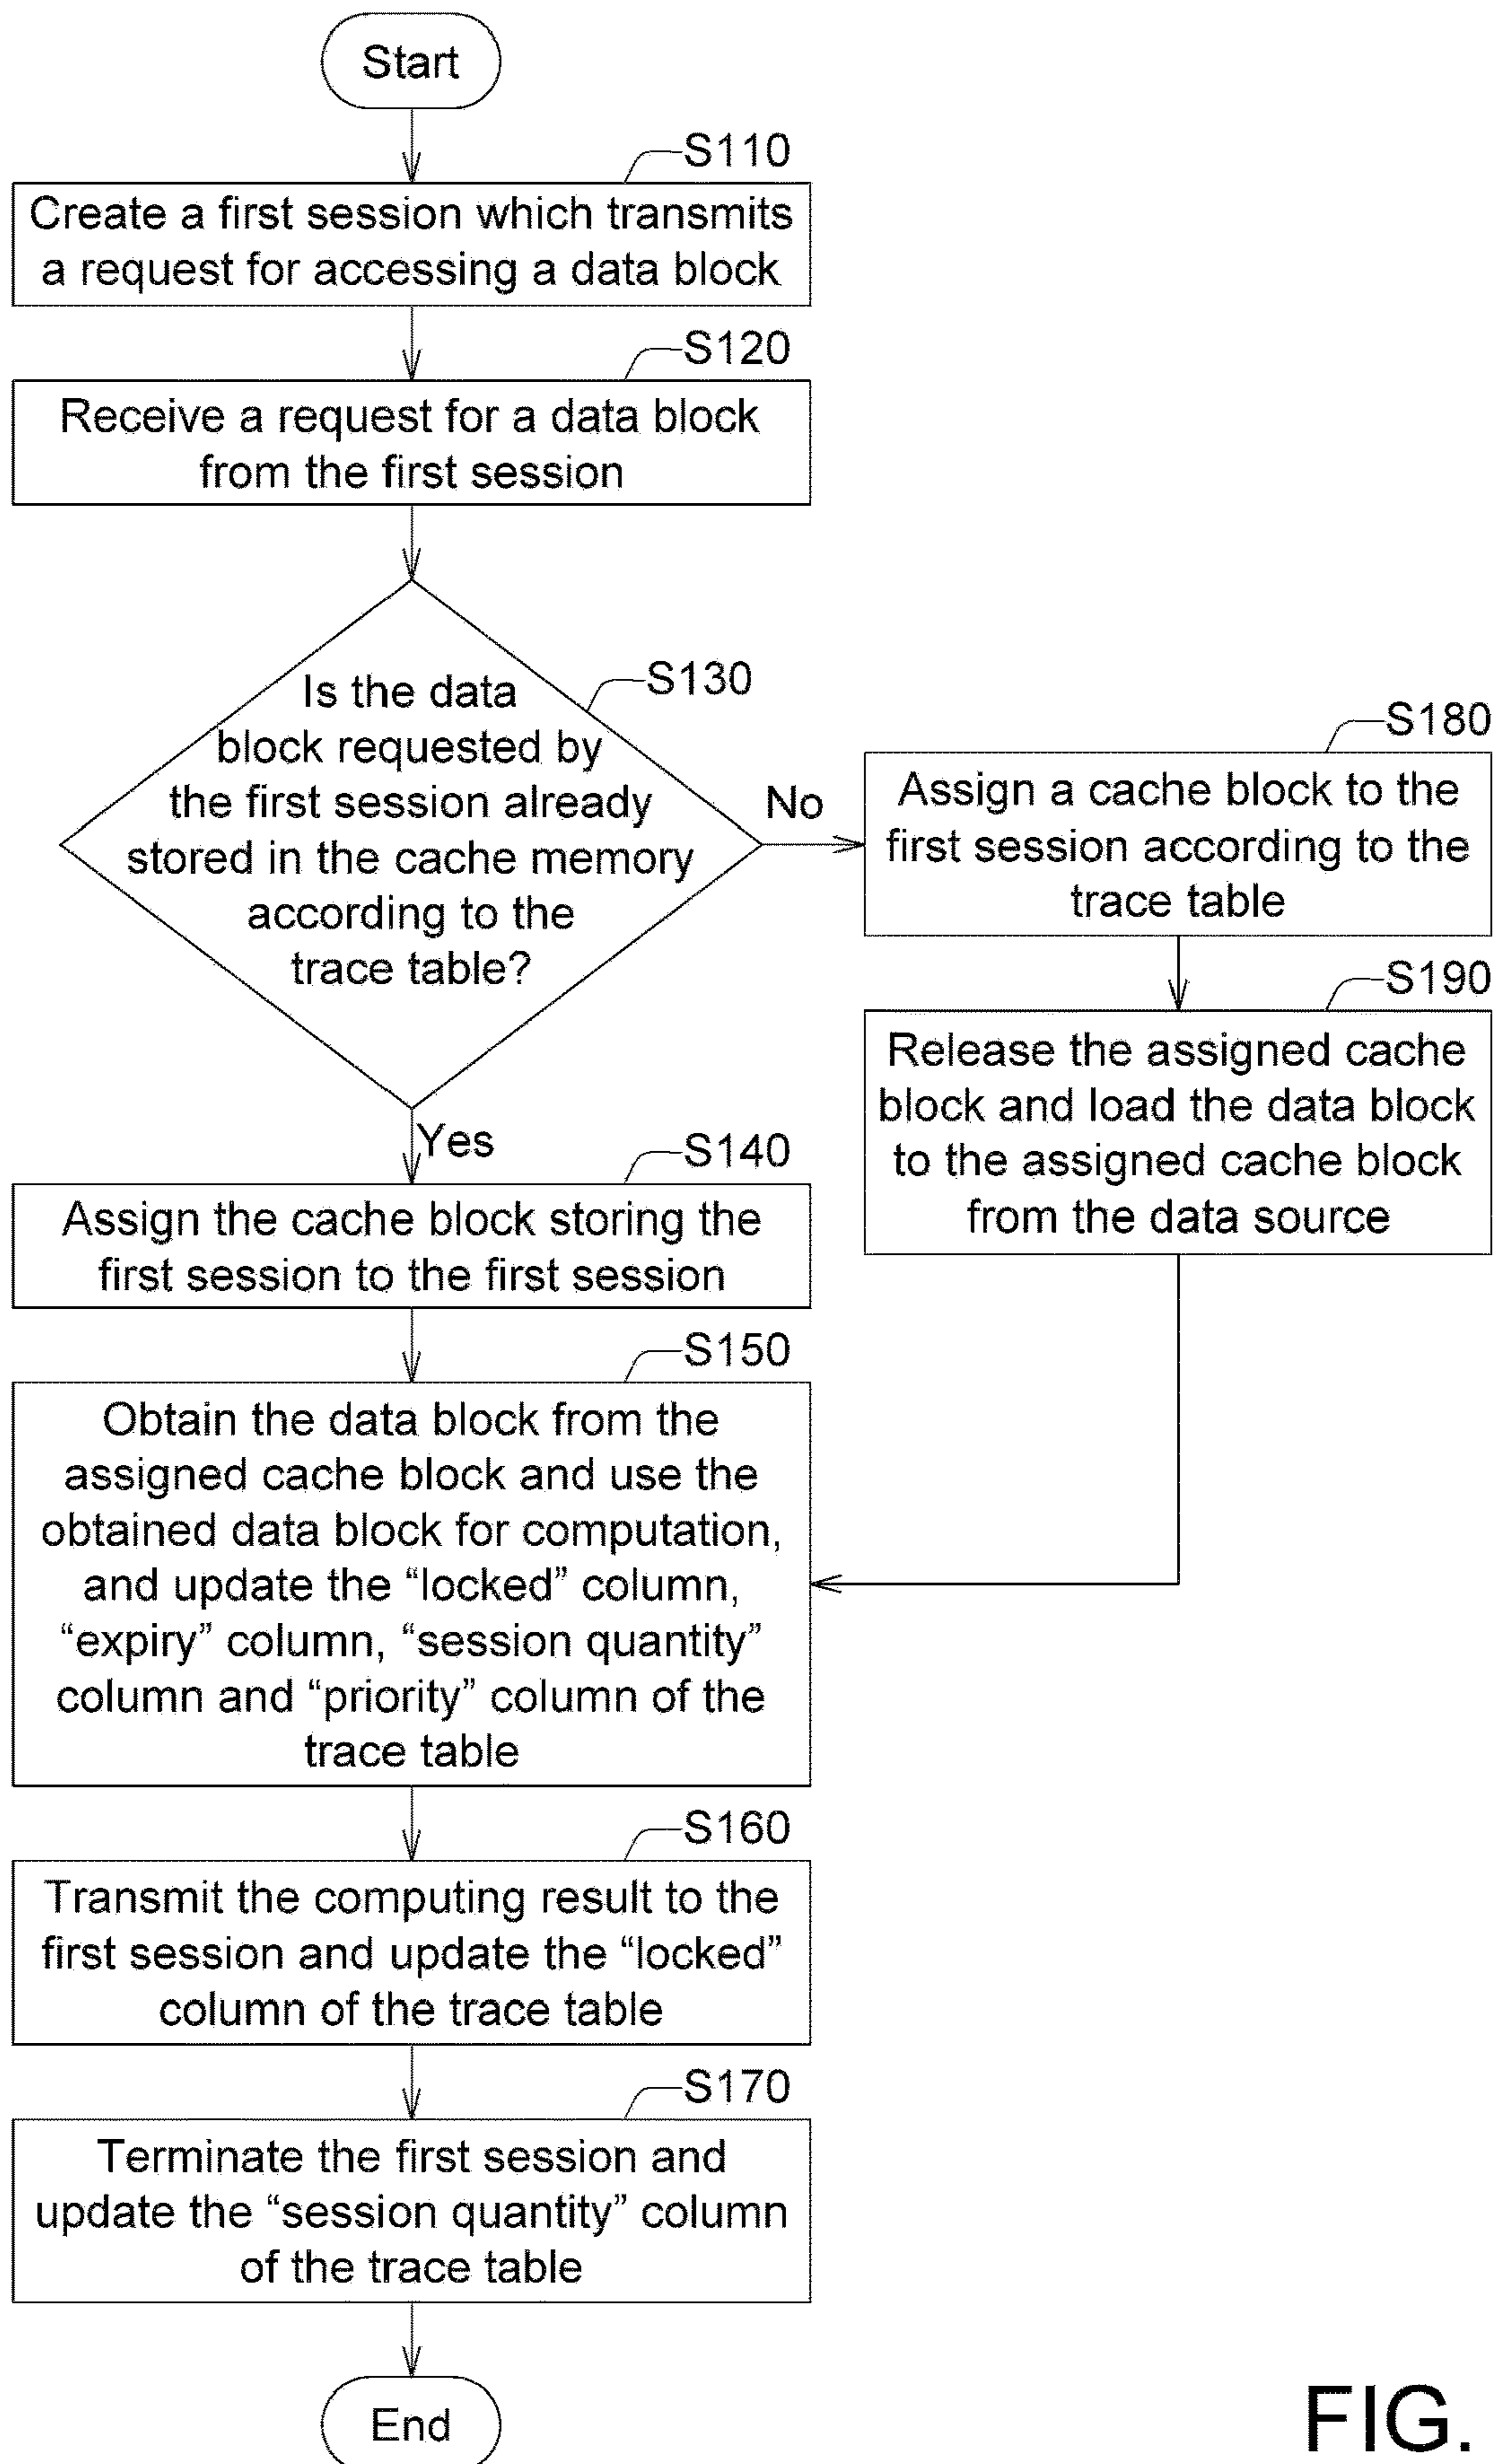 Start
S110
Create a first session which transmits
a request for accessing a data block
S120
Receive a request for a data block
from the first session
S130
Is the data
block requested by
the first session already
stored in the cache memory
according to the
trace table?
No
S180
Assign a cache block to the
first session according to the
trace table
S190
Release the assigned cache
block and load the data block
to the assigned cache block
from the data source
Yes
S140
Assign the cache block storing the
first session to the first session
S150
Obtain the data block from the
assigned cache block and use the
obtained data block for computation,
and update the “locked” column,
“expiry” column, “session quantity”
column and “priority” column of the
trace table
S160
Transmit the computing result to the
first session and update the “locked”
column of the trace table
S170
Terminate the first session and
update the “session quantity” column
of the trace table
End
FIG.